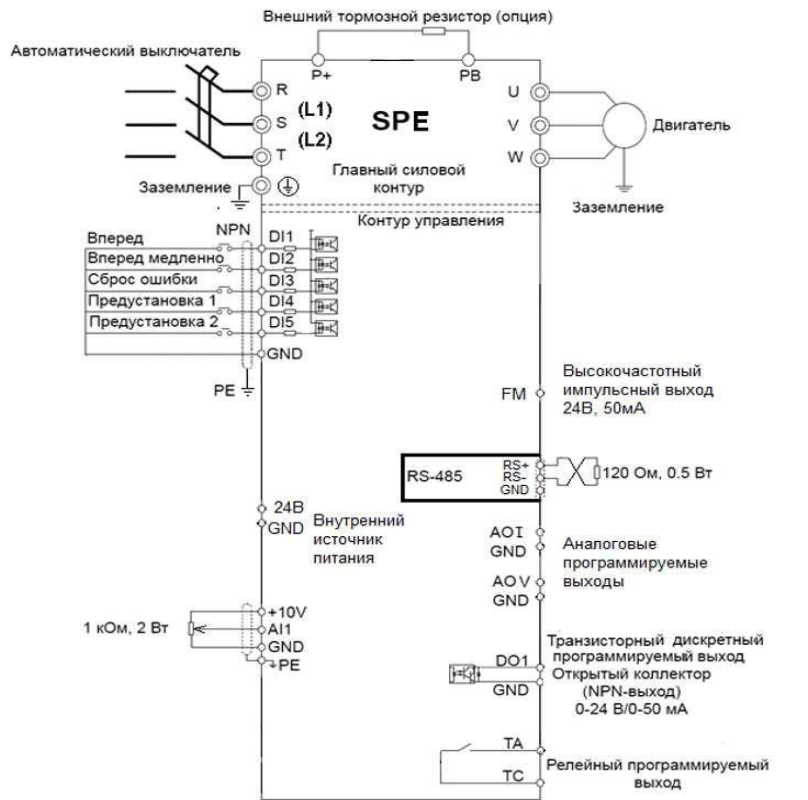 Внешний тормозной резистор (опция)
Автоматический выключатель
P+
PB
R
(L1)
S
(L2)
T
SPE
U
V
W
Двигатель
Главный силовой
контур
Заземление
Заземление
Контур управления
NPN
Вперед
DI1
Вперед медленно
DI2
Сброс ошибки
DI3
Предустановка 1
DI4
Предустановка 2
DI5
GND
PE
FM
Высокочастотный
импульсный выход
24В, 50мА
RS-485
RS+
RS-
GND
120 Ом, 0.5 Вт
24В
GND
Внутренний
источник
питания
AOI
GND
AOV
GND
Аналоговые
программируемые
выходы
1 кОм, 2 Вт
+10V
AI1
GND
PE
DO1
GND
Транзисторный дискретный
программируемый выход
Открытый коллектор
(NPN-выход)
0-24 В/0-50 мА
TA
TC
Релейный программируемый
выход